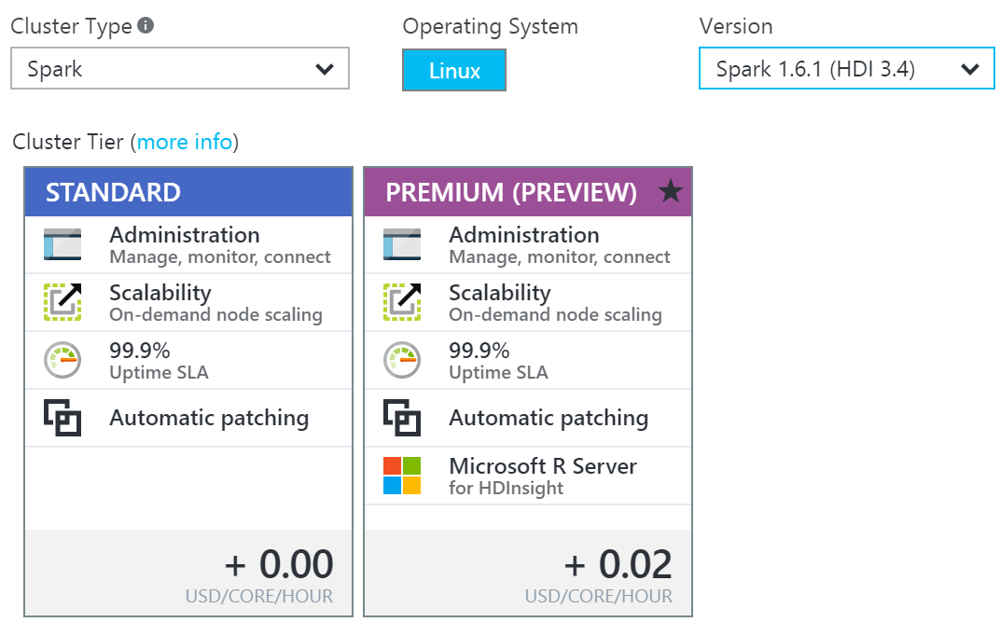 Cluster Type
Operating System
Version
Spark
Linux
Spark 1.6.1 (HDI 3.4)
Cluster Tier (more info)
STANDARD
Administration
Manage, monitor, connect
Scalability
On-demand node scaling
99.9%
Uptime SLA
Automatic patching
+ 0.00
USD/CORE/HOUR
PREMIUM (PREVIEW)
Administration
Manage, monitor, connect
Scalability
On-demand node scaling
99.9%
Uptime SLA
Automatic patching
Microsoft R Server
for HDInsight
+ 0.02
USD/CORE/HOUR